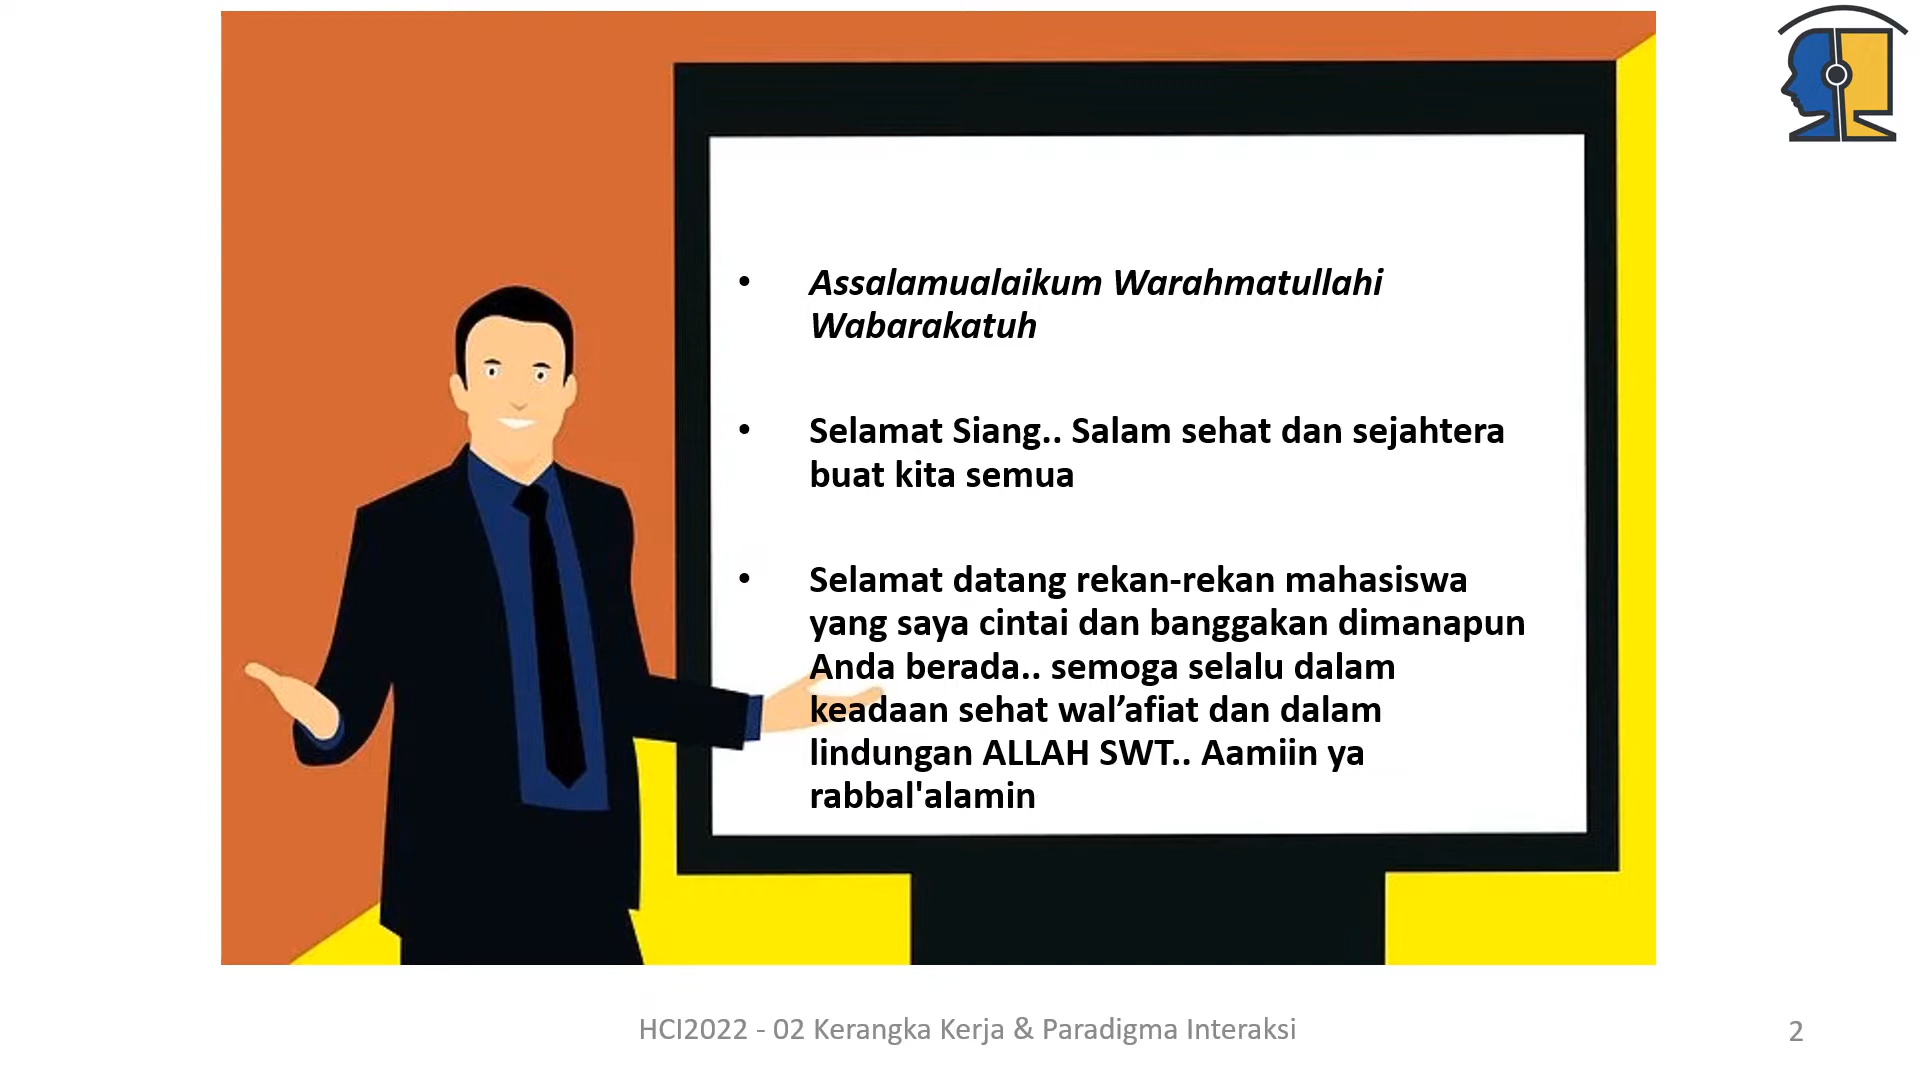 • Assalamualaikum Warahmatullahi
Wabarakatuh
• Selamat Siang.. Salam sehat dan sejahtera
buat kita semua
• Selamat datang rekan-rekan mahasiswa
yang saya cintai dan banggakan dimanapun
Anda berada.. semoga selalu dalam
keadaan sehat wal’afiat dan dalam
lindungan ALLAH SWT.. Aamiin ya
rabbal'alamin
HCI2022 - 02 Kerangka Kerja & Paradigma Interaksi
2